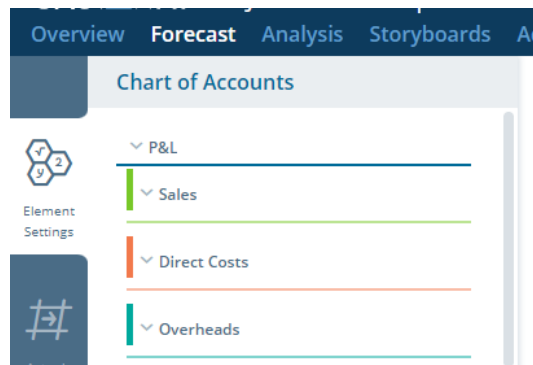 Overview Forecast Analysis Storyboards
Chart of Accounts
P&L
Sales
Element
Settings
Direct Costs
Overheads